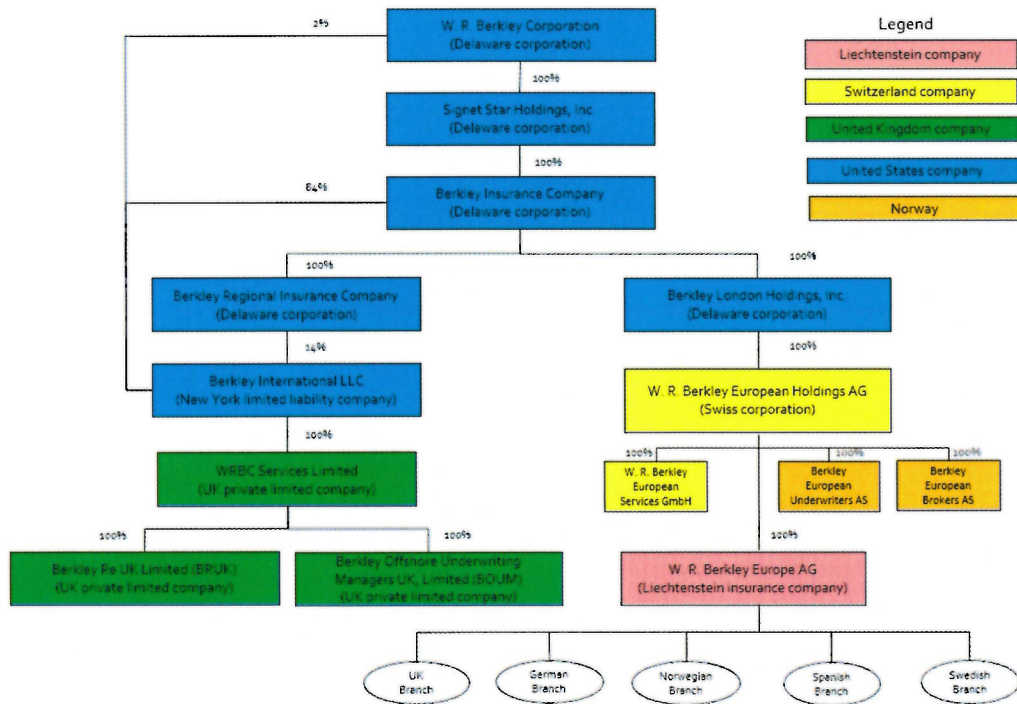 2%
W. R. Berkley Corporation
(Delaware corporation)
Legend
Liechtenstein company
100%
Switzerland company
Signet Star Holdings, Inc.
(Delaware corporation)
United Kingdom company
100%
United States company
84%
Berkley Insurance Company
(Delaware corporation)
Norway
100%
100%
Berkley Regional Insurance Company
(Delaware corporation)
Berkley London Holdings, Inc.
(Delaware corporation)
14%
100%
Berkley International LLC
(New York limited liability company)
W. R. Berkley European Holdings AG
(Swiss corporation)
100%
WRBC Services Limited
(UK private limited company)
100%
100%
100%
W. R. Berkley
European
Services GmbH
Berkley
European
Underwriters AS
Berkley
European
Brokers AS
100%
100%
100%
Berkley Re UK Limited (BRUK)
(UK private limited company)
Berkley Offshore Underwriting
Managers UK, Limited (BOUM)
(UK private limited company)
W. R. Berkley Europe AG
(Liechtenstein insurance company)
UK
Branch
German
Branch
Norwegian
Branch
Spanish
Branch
Swedish
Branch